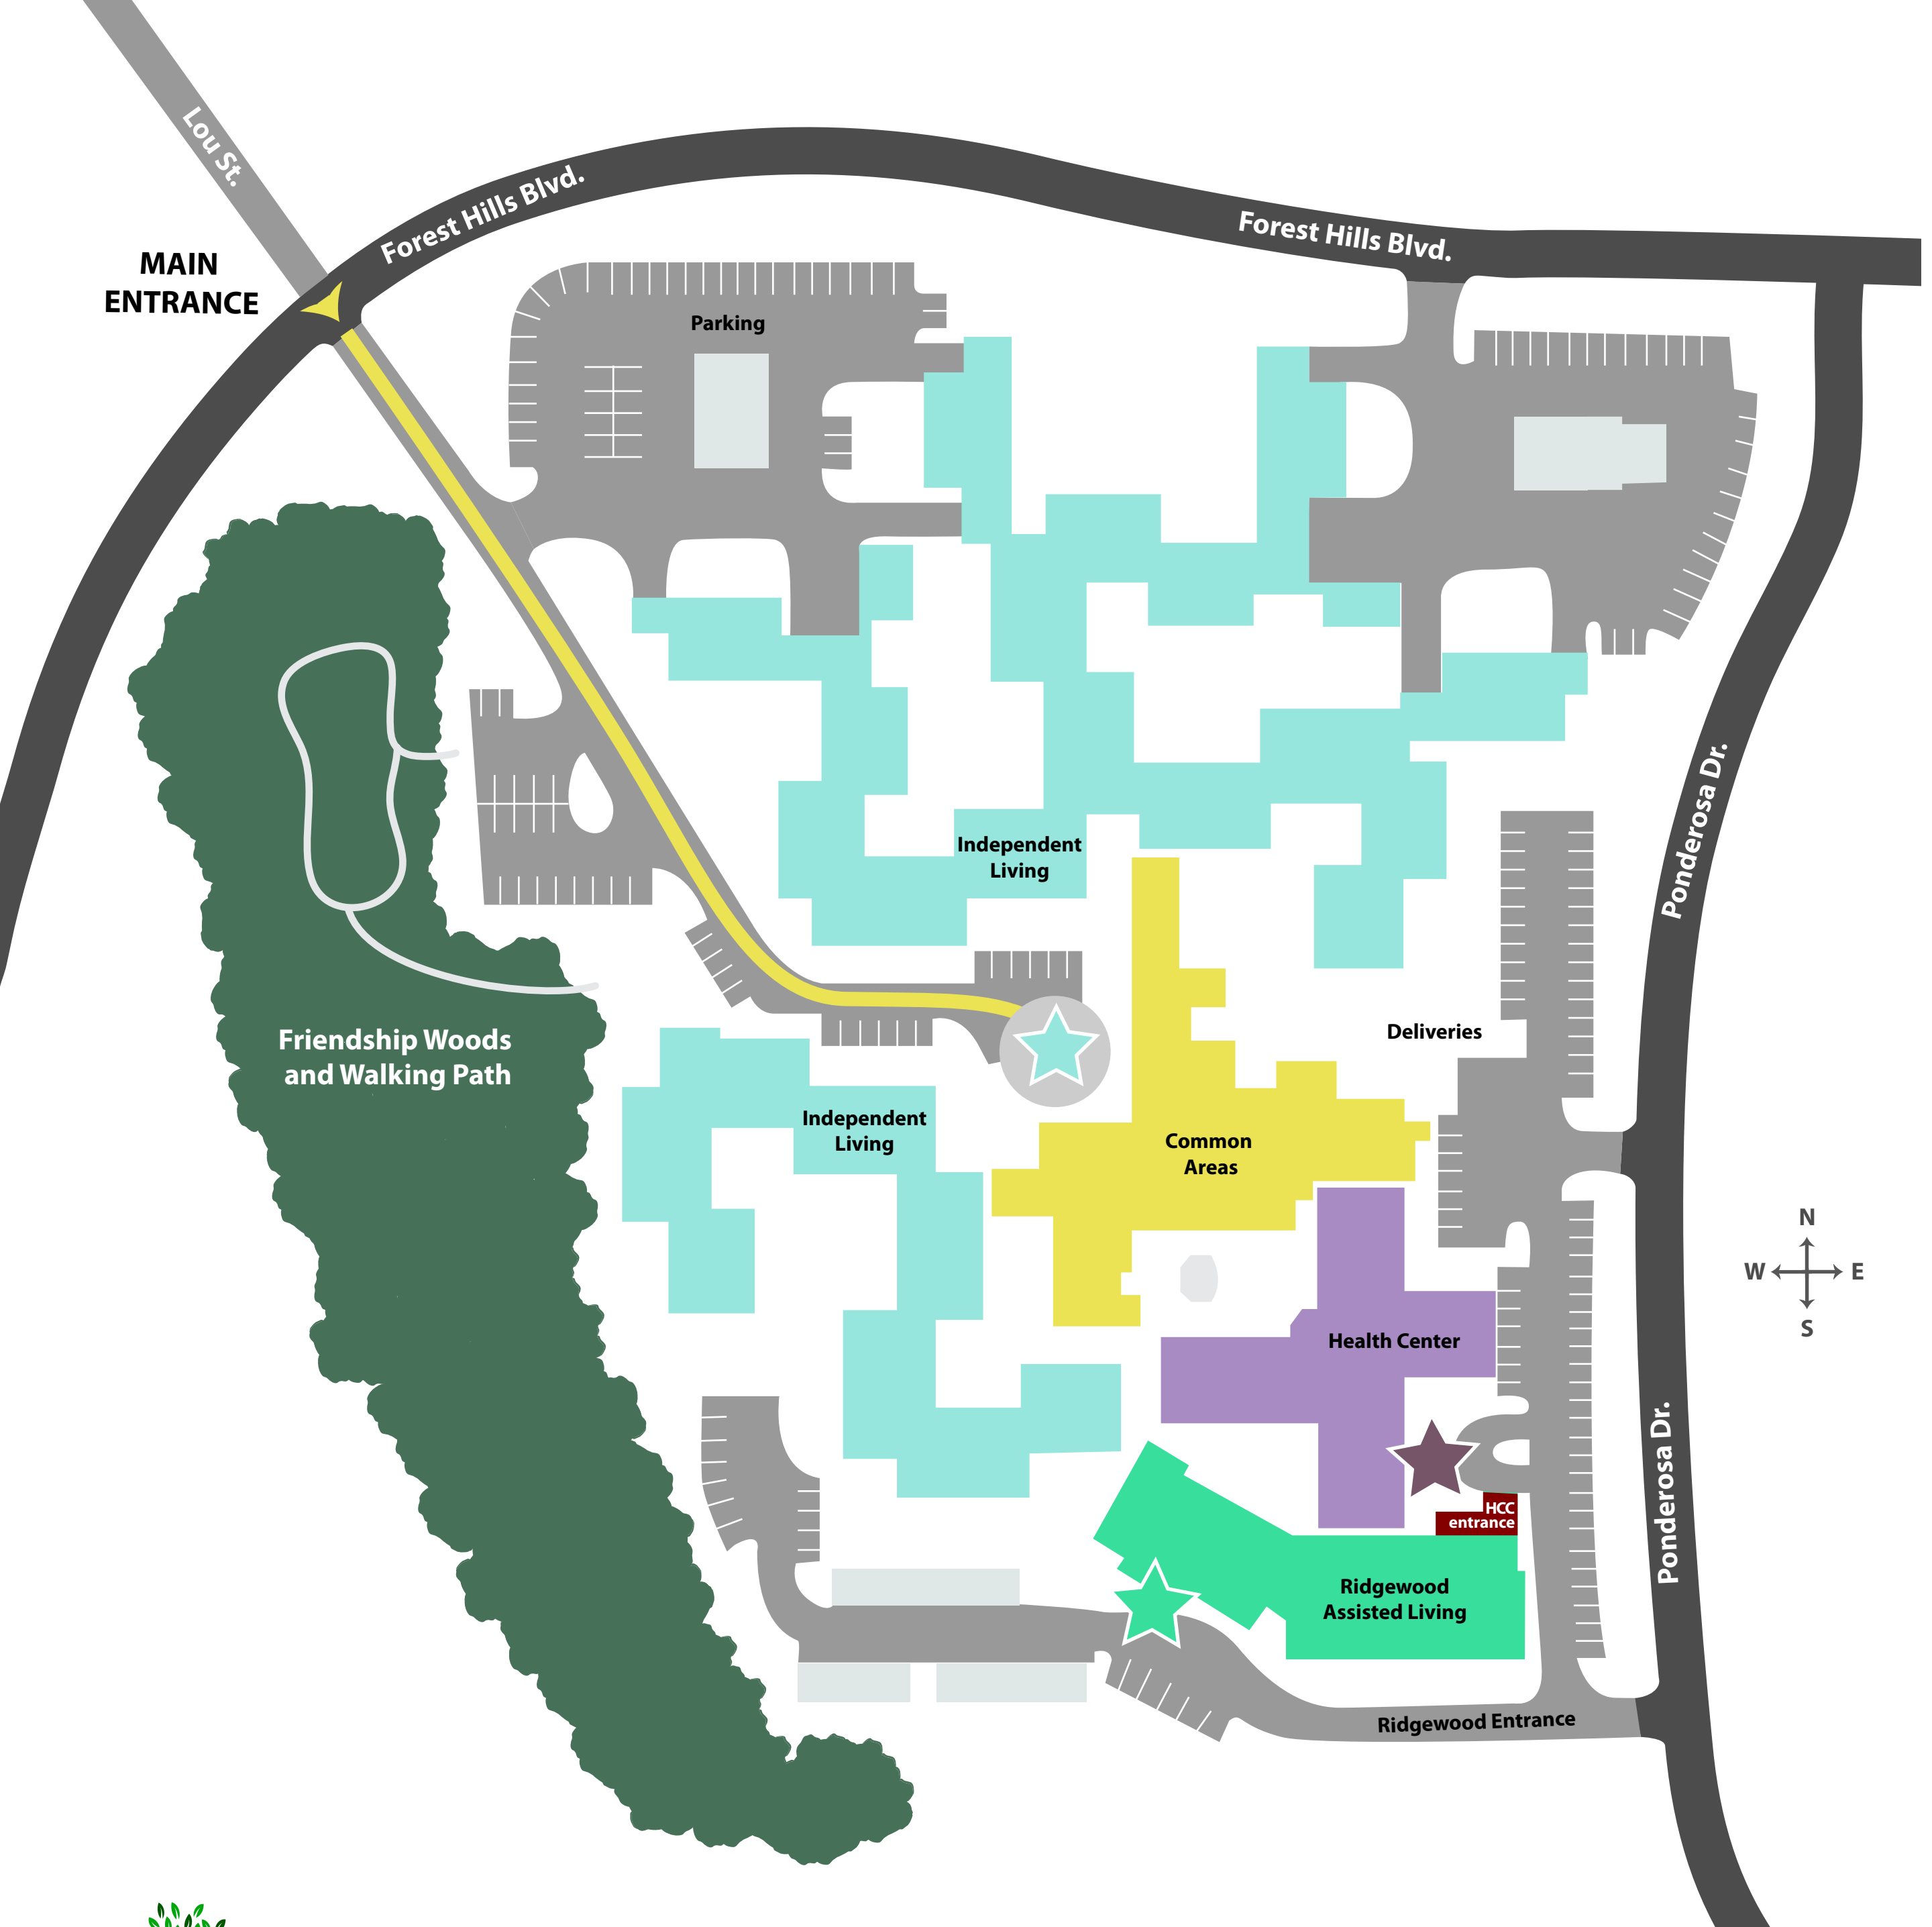 Lou St.
Forest Hills Blvd.
Forest Hills Blvd.
MAIN
ENTRANCE
Parking
Ponderosa Dr.
Independent
Living
Deliveries
Friendship Woods
and Walking Path
Independent
Living
Common
Areas
N
W E
S
Health Center
Ponderosa Dr.
HCC
entrance
Ridgewood
Assisted Living
Ridgewood Entrance